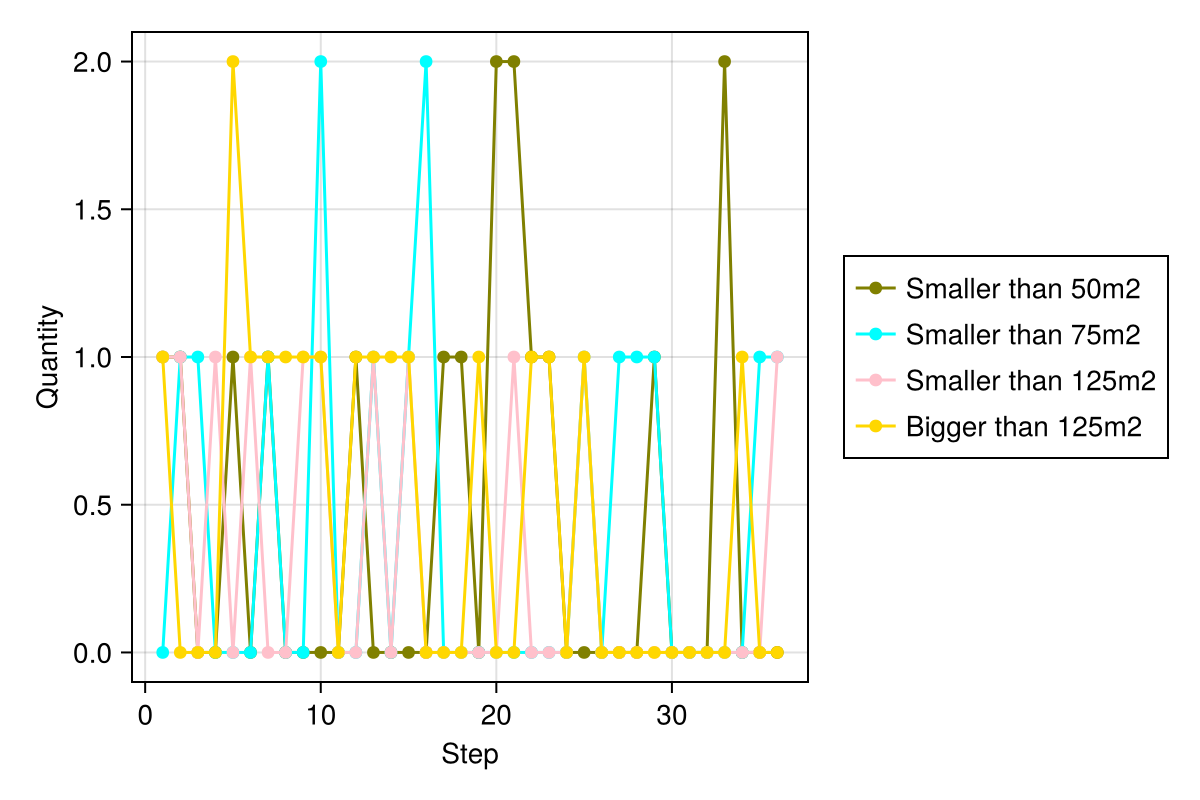 2.0
1.5
1.0
0.5
0.0
Quantity
0 10 20 30
Step
Smaller than 50m2
Smaller than 75m2
Smaller than 125m2
Bigger than 125m2